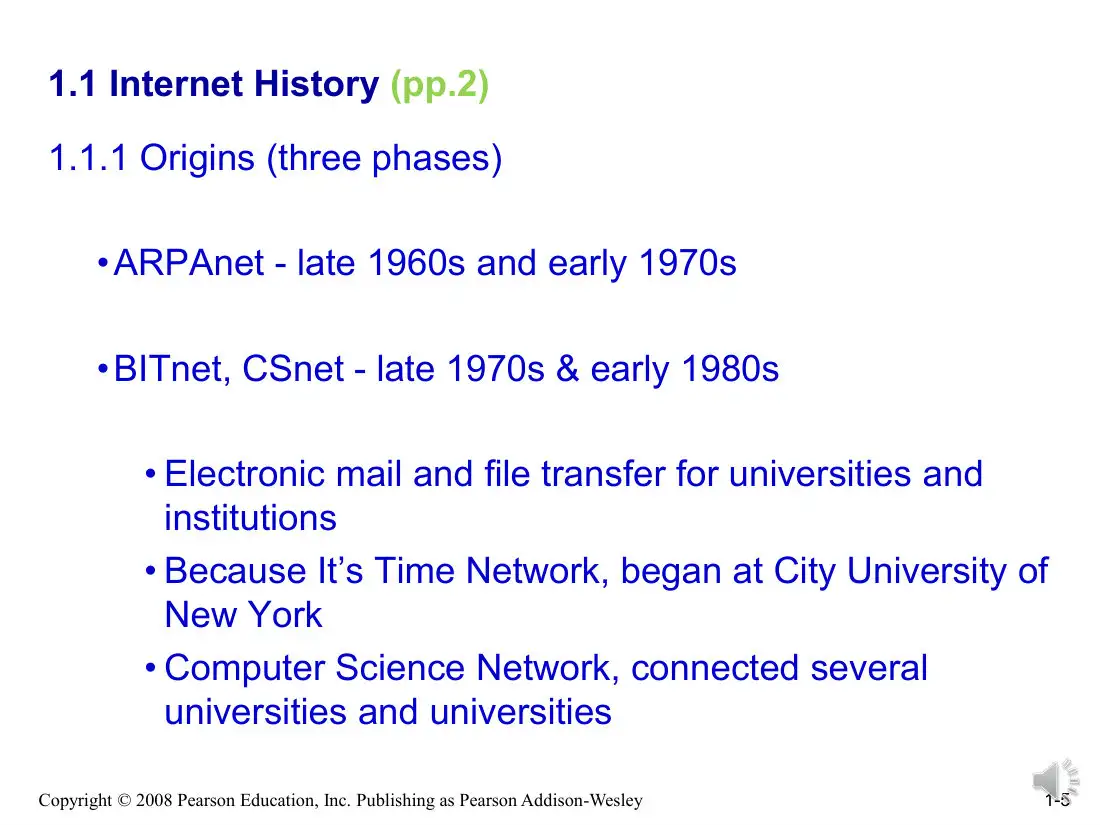 1.1 Internet History (pp.2)
1.1.1 Origins (three phases)
•ARPAnet - late 1960s and early 1970s
•BITnet, CSnet - late 1970s & early 1980s
• Electronic mail and file transfer for universities and
institutions
• Because It’s Time Network, began at City University of
New York
• Computer Science Network, connected several
universities and universities
Copyright © 2008 Pearson Education, Inc. Publishing as Pearson Addison-Wesley
1-5